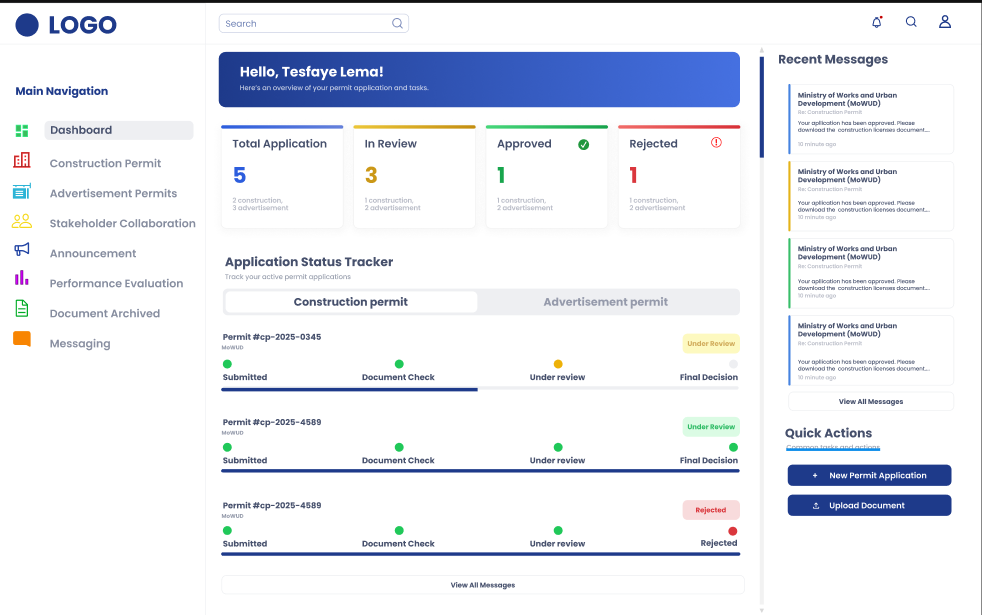 LOGO
Search
Main Navigation
Dashboard
Construction Permit
Advertisement Permits
Stakeholder Collaboration
Announcement
Performance Evaluation
Document Archived
Messaging
Hello, Tesfaye Lema!
Here's an overview of your permit application and tasks.
Total Application
5
2 construction,
3 advertisement
In Review
3
1 construction,
2 advertisement
Approved
1
1 construction,
2 advertisement
Rejected
1
1 construction,
2 advertisement
Application Status Tracker
Track your active permit applications
Construction permit
Advertisement permit
Permit #cp-2025-0345
MoWUD
Under Review
Submitted
Document Check
Under review
Final Decision
Permit #cp-2025-4589
MoWUD
Under Review
Submitted
Document Check
Under review
Final Decision
Permit #cp-2025-4589
MoWUD
Rejected
Submitted
Document Check
Under review
Rejected
View All Messages
Recent Messages
Ministry of Works and Urban
Development (MoWUD)
Re: Construction Permit
Your apllication has been approved. Please
download the construction licenses document,...
10 minute ago
Ministry of Works and Urban
Development (MoWUD)
Re: Construction Permit
Your apllication has been approved. Please
download the construction licenses document,...
10 minute ago
Ministry of Works and Urban
Development (MoWUD)
Re: Construction Permit
Your apllication has been approved. Please
download the construction licenses document,...
10 minute ago
Ministry of Works and Urban
Development (MoWUD)
Re: Construction Permit
Your apllication has been approved. Please
download the construction licenses document,...
10 minute ago
View All Messages
Quick Actions
Common tasks and actions
+ New Permit Application
Upload Document